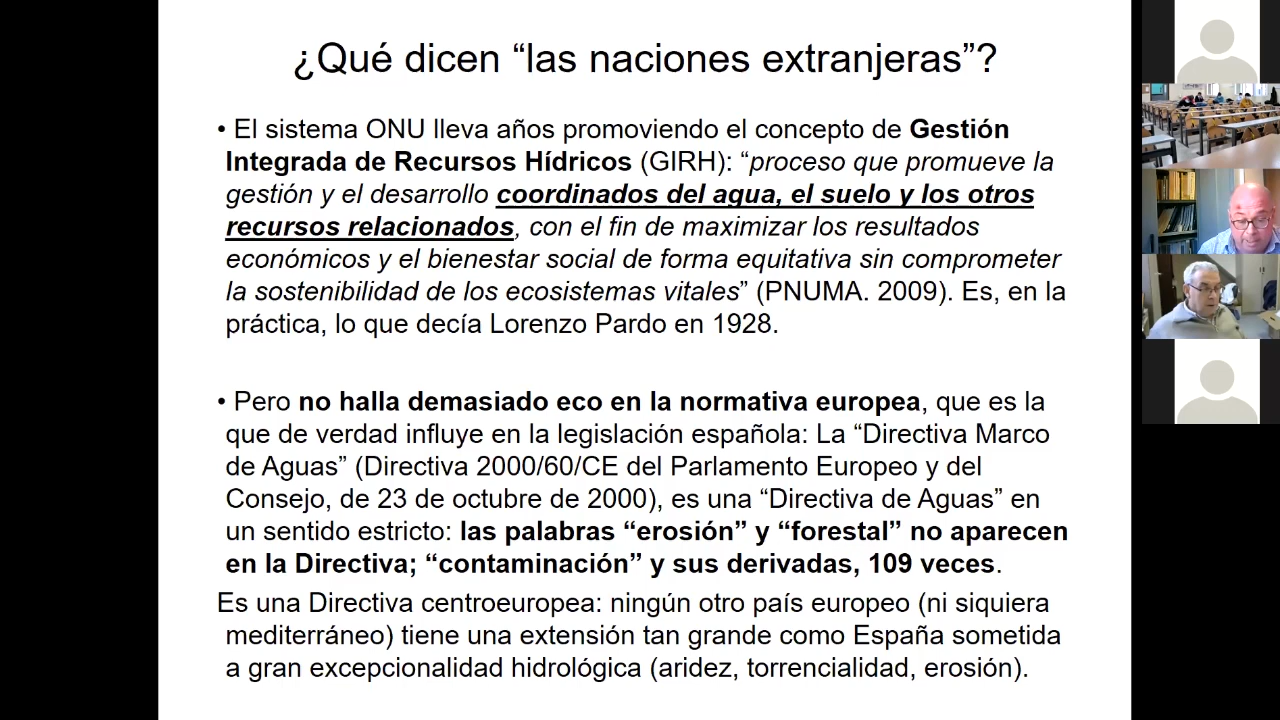 ¿Qué dicen “las naciones extranjeras”?
• El sistema ONU lleva años promoviendo el concepto de Gestión
Integrada de Recursos Hídricos (GIRH): “proceso que promueve la
gestión y el desarrollo coordinados del agua, el suelo y los otros
recursos relacionados, con el fin de maximizar los resultados
económicos y el bienestar social de forma equitativa sin comprometer
la sostenibilidad de los ecosistemas vitales” (PNUMA. 2009). Es, en la
práctica, lo que decía Lorenzo Pardo en 1928.
• Pero no halla demasiado eco en la normativa europea, que es la
que de verdad influye en la legislación española: La “Directiva Marco
de Aguas” (Directiva 2000/60/CE del Parlamento Europeo y del
Consejo, de 23 de octubre de 2000), es una “Directiva de Aguas” en
un sentido estricto: las palabras “erosión” y “forestal” no aparecen
en la Directiva; “contaminación” y sus derivadas, 109 veces.
Es una Directiva centroeuropea: ningún otro país europeo (ni siquiera
mediterráneo) tiene una extensión tan grande como España sometida
a gran excepcionalidad hidrológica (aridez, torrencialidad, erosión).